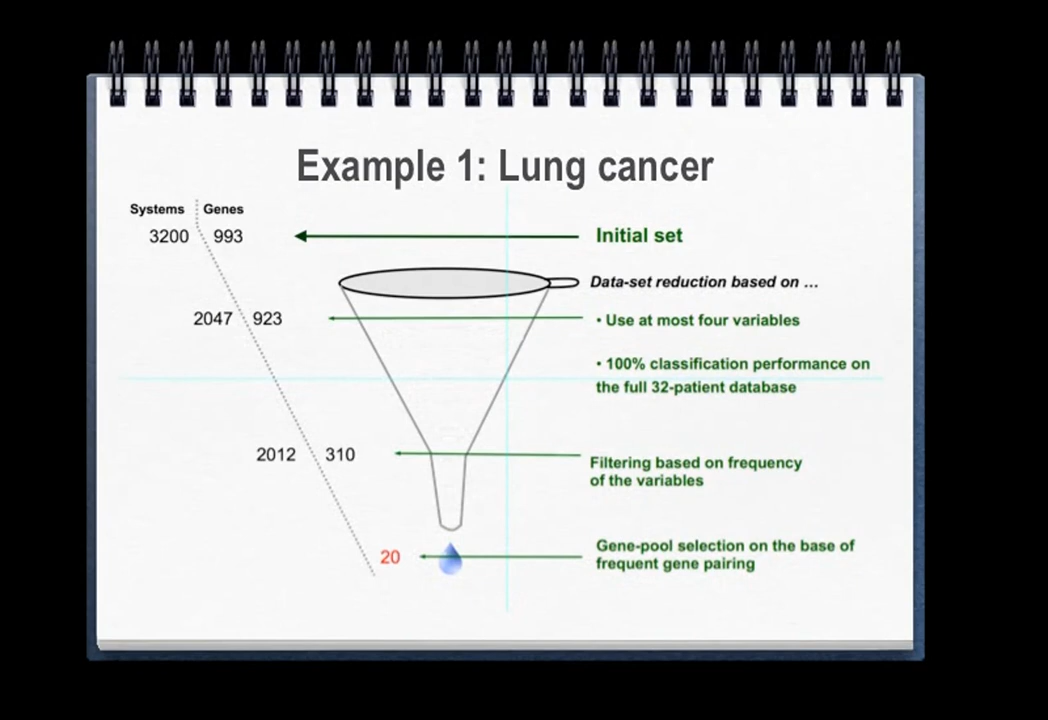 Example 1: Lung cancer
Systems Genes
3200 993 Initial set
Data-set reduction based on ...
2047 923 • Use at most four variables
• 100% classification performance on
the full 32-patient database
2012 310 Filtering based on frequency
of the variables
20 Gene-pool selection on the base of
frequent gene pairing